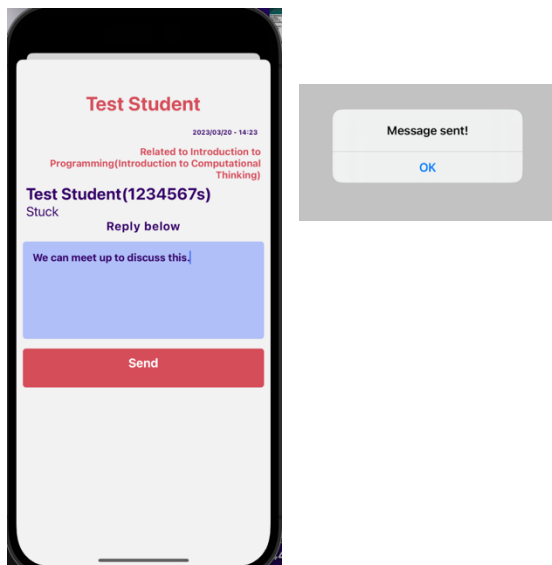 Test Student
2023/03/20 - 14:23
Related to Introduction to
Programming(Introduction to Computational
Thinking)
Test Student(1234567s)
Stuck
Reply below
We can meet up to discuss this.
Send
Message sent!
OK